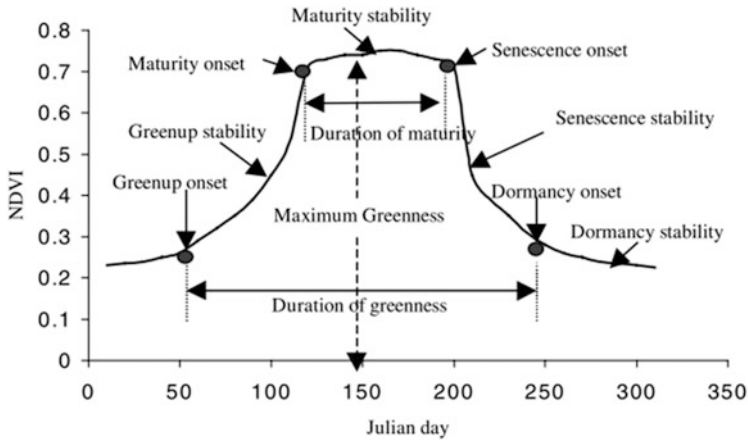 Maturity stability
0.8
Maturity onset
Senescence onset
0.7
0.6
Greenup stability
Duration of maturity
Senescence stability
0.5
NDVI
0.4
Greenup onset
Dormancy onset
Maximum Greenness
0.3
Dormancy stability
0.2
Duration of greenness
0.1
0
0 50 100 150 200 250 300 350
Julian day